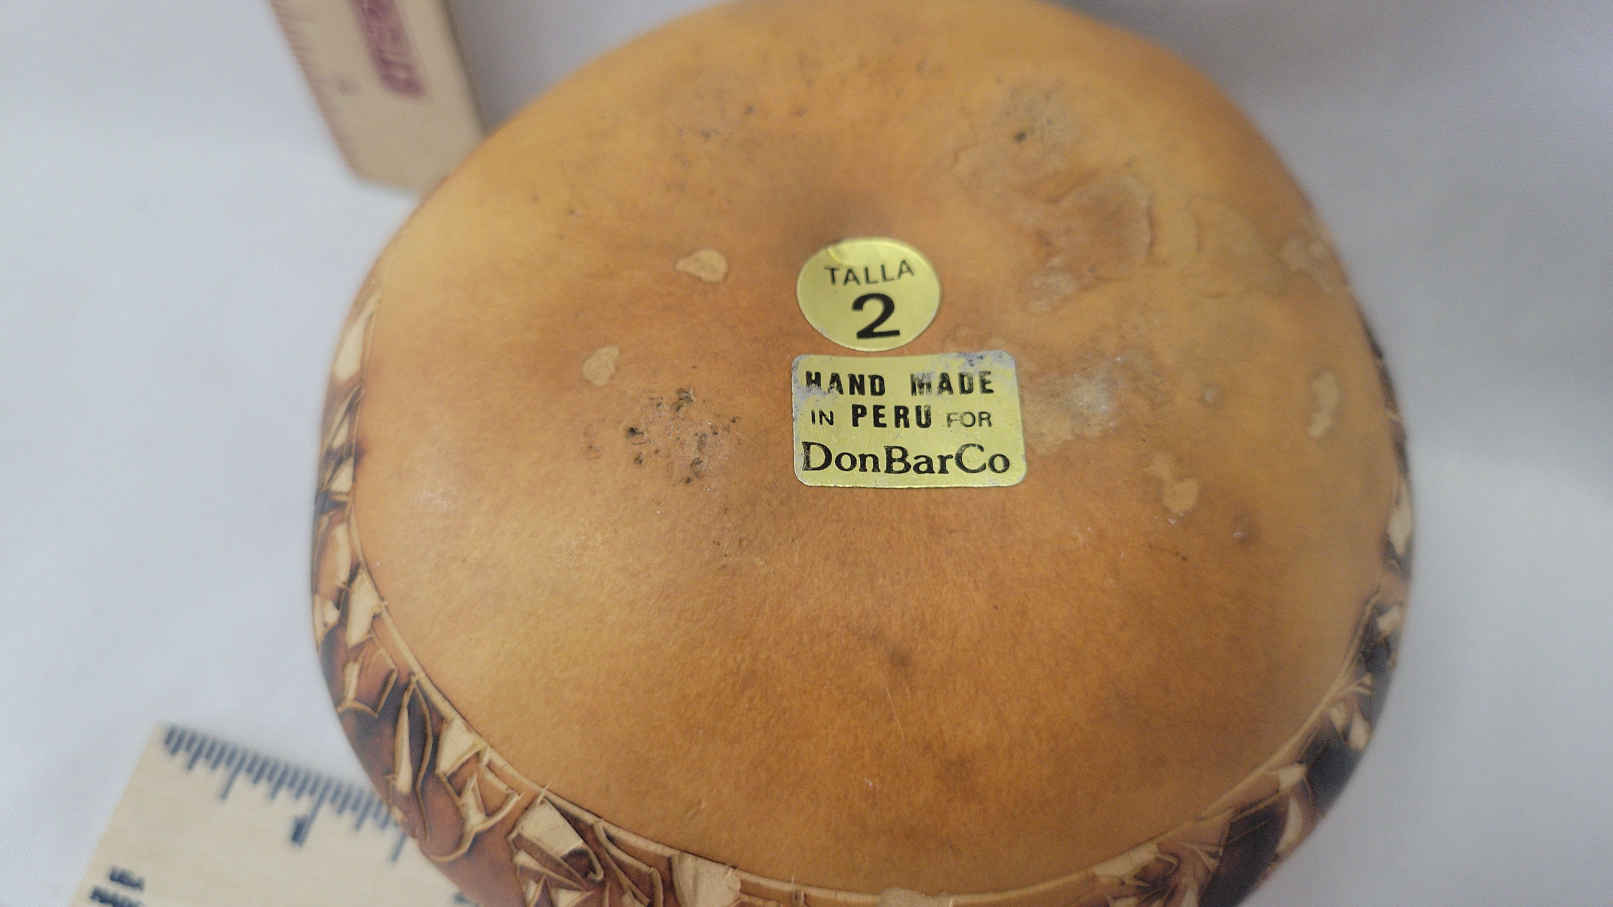 TALLA
2
HAND MADE
IN PERU FOR
DonBarCo